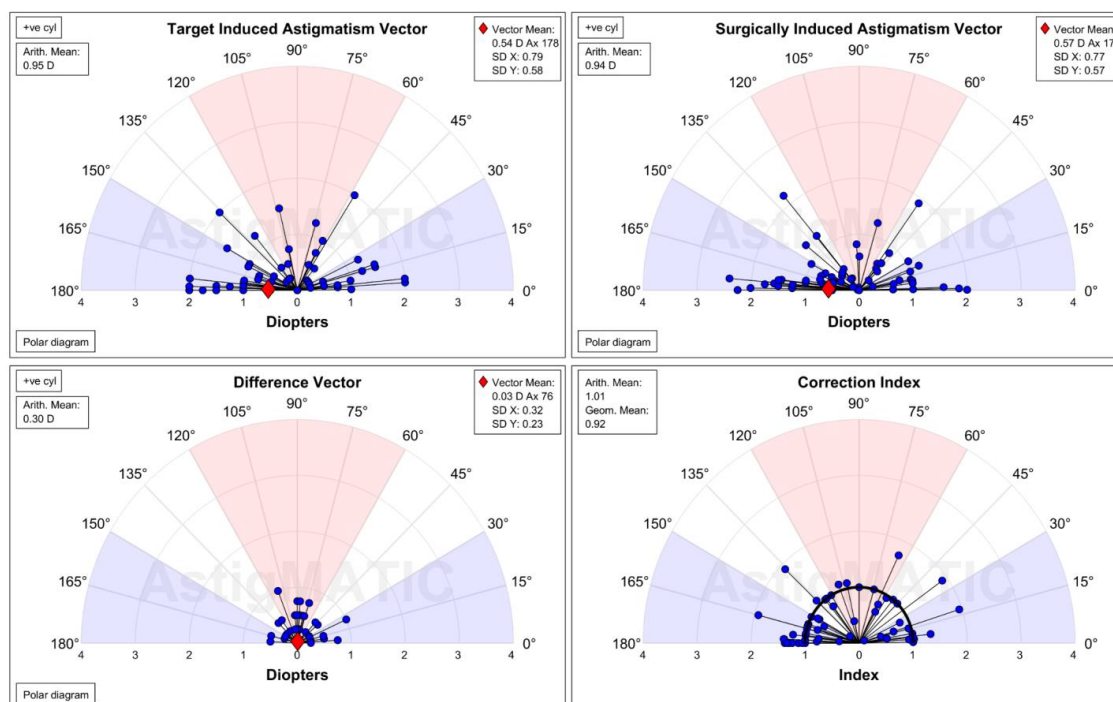 +ve cyl
Arith. Mean:
0.95 D
Target Induced Astigmatism Vector
Vector Mean:
0.54 D Ax 178
SD X: 0.79
SD Y: 0.58
90°
105°
75°
120°
60°
135°
45°
150°
30°
165°
15°
180°
0°
AstigMATIC
4
3
2
1
0
1
2
3
4
Diopters
Polar diagram
+ve cyl
Arith. Mean:
0.94 D
Surgically Induced Astigmatism Vector
Vector Mean:
0.57 D Ax 17
SD X: 0.77
SD Y: 0.57
90°
105°
75°
120°
60°
135°
45°
150°
30°
165°
15°
180°
0°
AstigMATIC
4
3
2
1
0
1
2
3
4
Diopters
Polar diagram
+ve cyl
Arith. Mean:
0.30 D
Difference Vector
Vector Mean:
0.03 D Ax 76
SD X: 0.32
SD Y: 0.23
90°
105°
75°
120°
60°
135°
45°
150°
30°
165°
15°
180°
0°
AstigMATIC
4
3
2
1
0
1
2
3
4
Diopters
Polar diagram
Arith. Mean:
1.01
Geom. Mean:
0.92
Correction Index
90°
105°
75°
120°
60°
135°
45°
150°
30°
165°
15°
180°
0°
AstigMATIC
4
3
2
1
0
1
2
3
4
Index